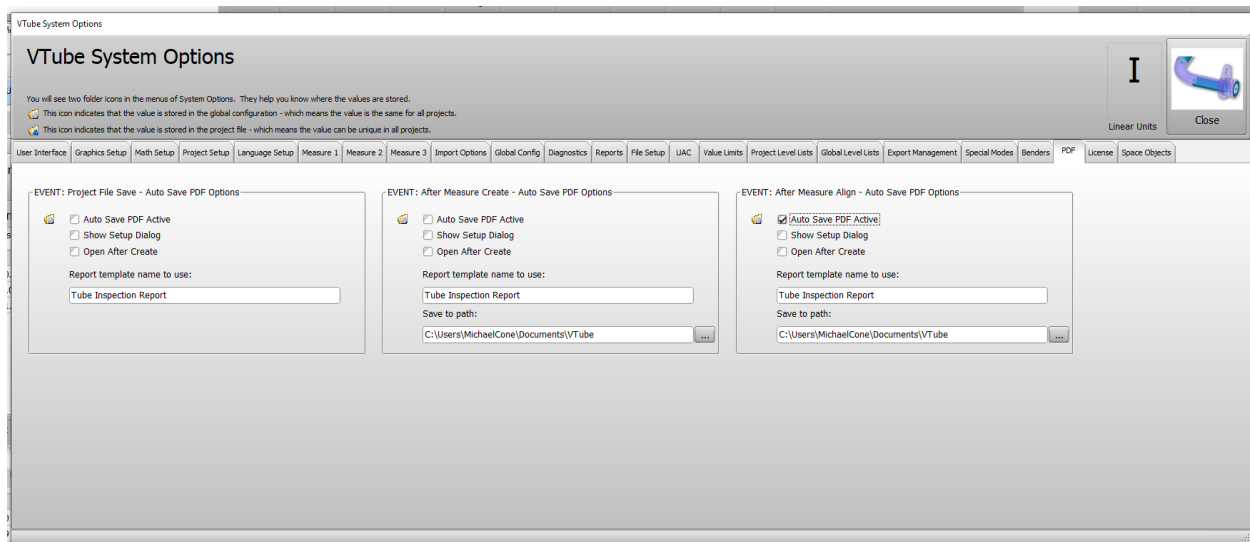 VTube System Options
VTube System Options
You will see two folder icons in the menus of System Options. They help you know where the values are stored.
This icon indicates that the value is stored in the global configuration - which means the value is the same for all projects.
This icon indicates that the value is stored in the project file - which means the value can be unique in all projects.
I
Linear Units
Close
User Interface Graphics Setup Math Setup Project Setup Language Setup Measure 1 Measure 2 Measure 3 Import Options Global Config Diagnostics Reports File Setup UAC Value Limits Project Level Lists Global Level Lists Export Management Special Modes Benders PDF License Space Objects
EVENT: Project File Save - Auto Save PDF Options
Auto Save PDF Active
Show Setup Dialog
Open After Create
Report template name to use:
Tube Inspection Report
EVENT: After Measure Create - Auto Save PDF Options
Auto Save PDF Active
Show Setup Dialog
Open After Create
Report template name to use:
Tube Inspection Report
Save to path:
C:\Users\MichaelCone\Documents\VTube
...
EVENT: After Measure Align - Auto Save PDF Options
Auto Save PDF Active
Show Setup Dialog
Open After Create
Report template name to use:
Tube Inspection Report
Save to path:
C:\Users\MichaelCone\Documents\VTube
...